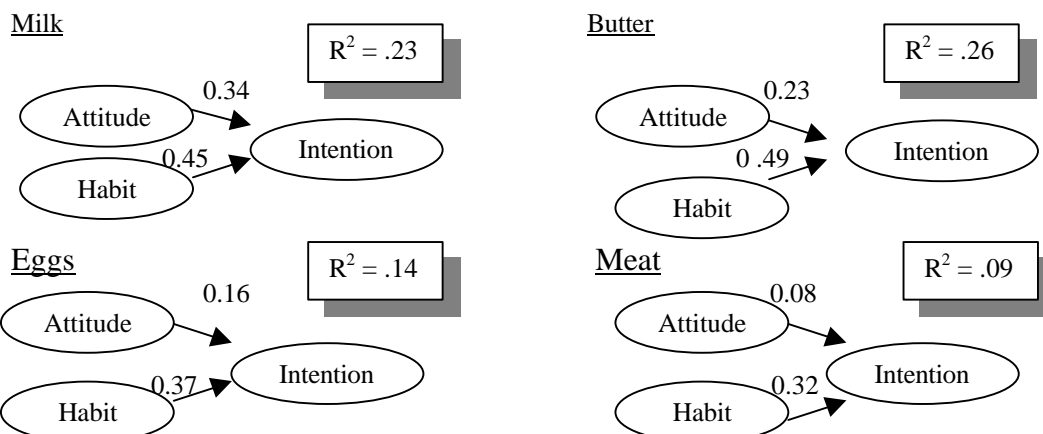 Milk
R² = .23
0.34
Attitude
Intention
0.45
Habit
Butter
R² = .26
0.23
Attitude
Intention
0 .49
Habit
Eggs
R² = .14
0.16
Attitude
Intention
0.37
Habit
Meat
R² = .09
0.08
Attitude
Intention
0.32
Habit